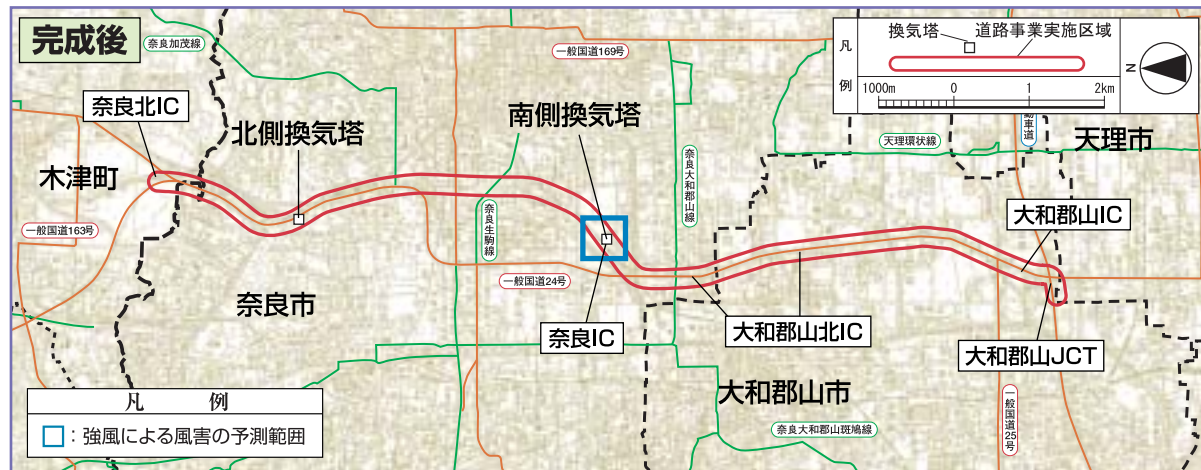 完成後
奈良加茂線
一般国道169号
凡例
換気塔
道路事業実施区域
1000m 0 1 2km
N
奈良北IC
北側換気塔
南側換気塔
木津町
一般国道163号
奈良市
奈良生駒線
奈良大和郡山線
天理環状線
動車道
天理市
大和郡山IC
一般国道24号
奈良IC
大和郡山北IC
大和郡山JCT
大和郡山市
一般国道25号
奈良大和郡山斑鳩線
凡例
：強風による風害の予測範囲